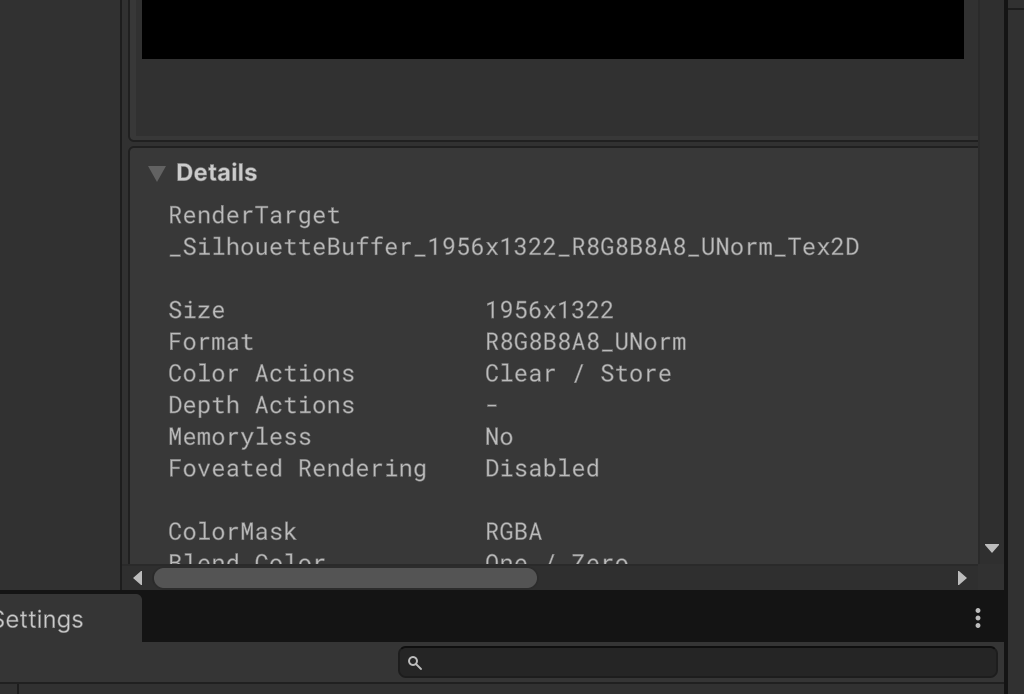 Details
RenderTarget
_SilhouetteBuffer_1956x1322_R8G8B8A8_UNorm_Tex2D
Size 1956x1322
Format R8G8B8A8_UNorm
Color Actions Clear / Store
Depth Actions -
Memoryless No
Foveated Rendering Disabled
ColorMask RGBA
Blend Color One / Zero
Settings